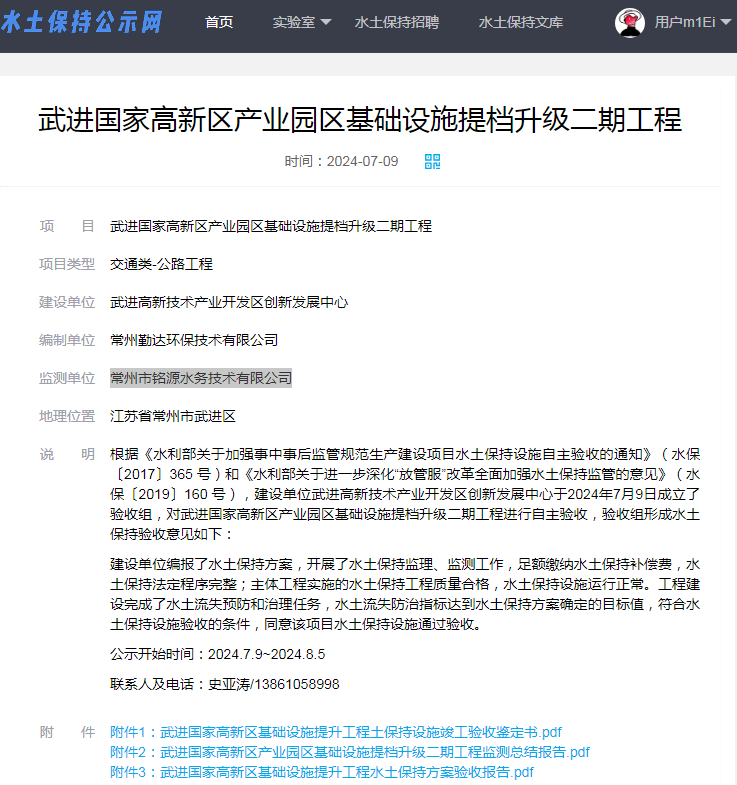 水土保持公示网 首页 实验室 水土保持招聘 水土保持文库 用户m1Ei
武进国家高新区产业园区基础设施提档升级二期工程
时间：2024-07-09
项 目 武进国家高新区产业园区基础设施提档升级二期工程
项目类型 交通类-公路工程
建设单位 武进高新技术产业开发区创新发展中心
编制单位 常州勤达环保技术有限公司
监测单位 常州市铭源水务技术有限公司
地理位置 江苏省常州市武进区
说 明 根据《水利部关于加强事中事后监管规范生产建设项目水土保持设施自主验收的通知》（水保
〔2017〕365 号）和《水利部关于进一步深化“放管服”改革全面加强水土保持监管的意见》（水
保〔2019〕160 号），建设单位武进高新技术产业开发区创新发展中心于2024年7月9日成立了
验收组，对武进国家高新区产业园区基础设施提档升级二期工程进行自主验收，验收组形成水土
保持验收意见如下：
建设单位编报了水土保持方案，开展了水土保持监理、监测工作，足额缴纳水土保持补偿费，水
土保持法定程序完整；主体工程实施的水土保持工程质量合格，水土保持设施运行正常。工程建
设完成了水土流失预防和治理任务，水土流失防治指标达到水土保持方案确定的目标值，符合水
土保持设施验收的条件，同意该项目水土保持设施通过验收。
公示开始时间：2024.7.9~2024.8.5
联系人及电话：史亚涛/13861058998
附 件 附件1：武进国家高新区基础设施提升工程土保持设施竣工验收鉴定书.pdf
附件2：武进国家高新区产业园区基础设施提档升级二期工程监测总结报告.pdf
附件3：武进国家高新区基础设施提升工程水土保持方案验收报告.pdf